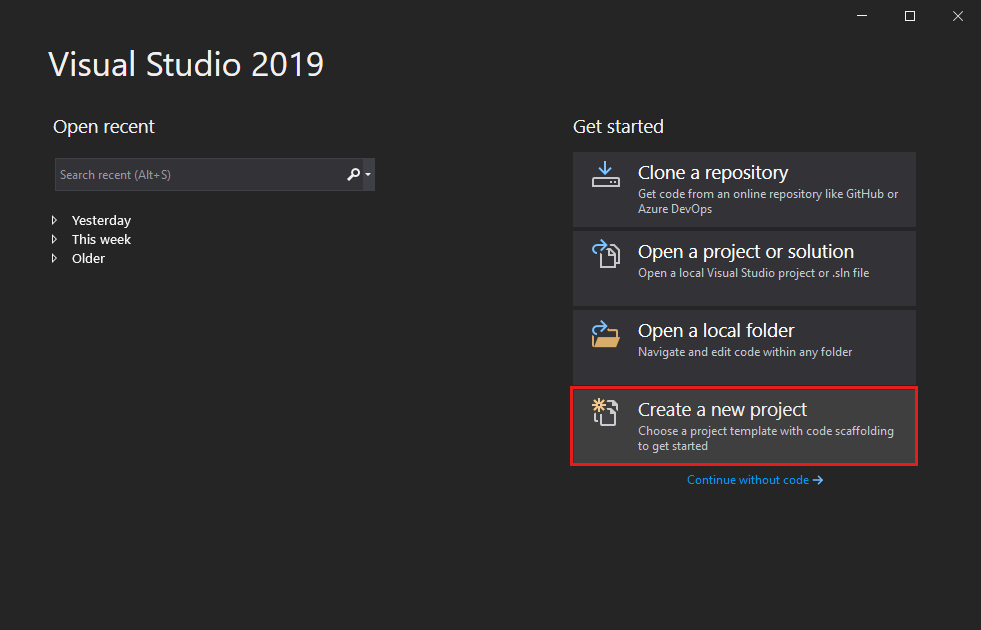 Visual Studio 2019
Open recent
Search recent (Alt+S)
Yesterday
This week
Older
Get started
Clone a repository
Get code from an online repository like GitHub or
Azure DevOps
Open a project or solution
Open a local Visual Studio project or .sln file
Open a local folder
Navigate and edit code within any folder
Create a new project
Choose a project template with code scaffolding
to get started
Continue without code →